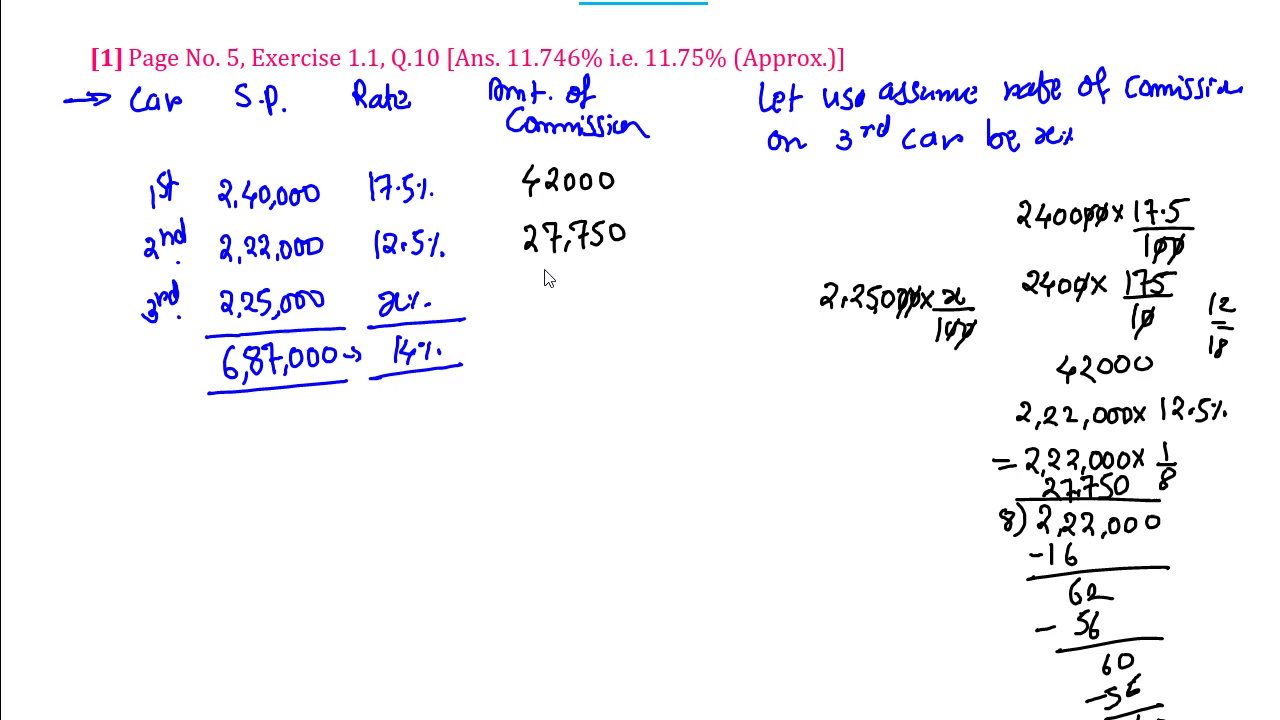 [1] Page No. 5, Exercise 1.1, Q.10 [Ans. 11.746% i.e. 11.75% (Approx.)]
→ Car S.P. Rate Amt. of Commission
1st 2,40,000 17.5% 42000
2nd 2,22,000 12.5% 27,750
3rd 2,25,000 x%
6,87,000 → 14%
Let us assume rate of Comission
on 3rd Car be x%
240000 × 17.5/100
2400 × 175/10
2,25000 × x/100
12
=
18
42000
2,22,000 × 12.5%
= 2,22,000 × 1/8
27,750
8) 2,22,000
-16
62
- 56
60
-56